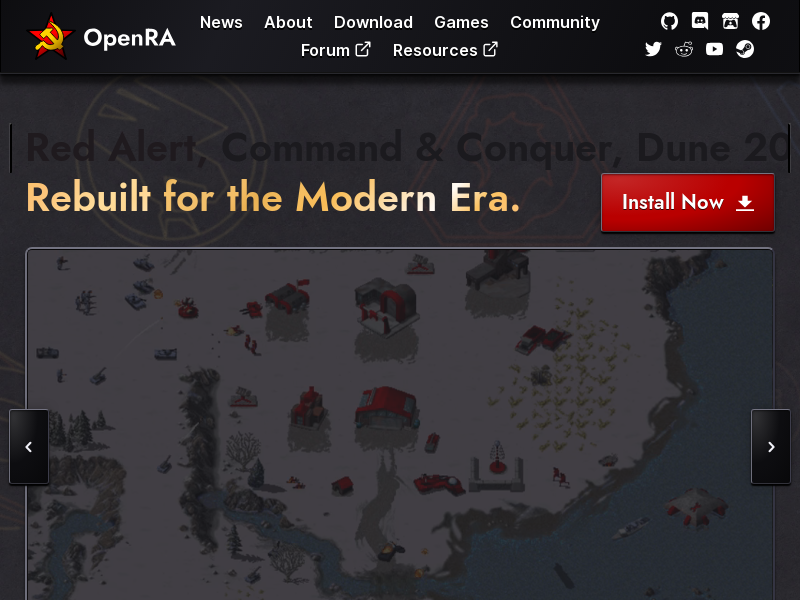 OpenRA
News About Download Games Community
Forum Resources
Red Alert, Command & Conquer, Dune 20
Rebuilt for the Modern Era.
Install Now